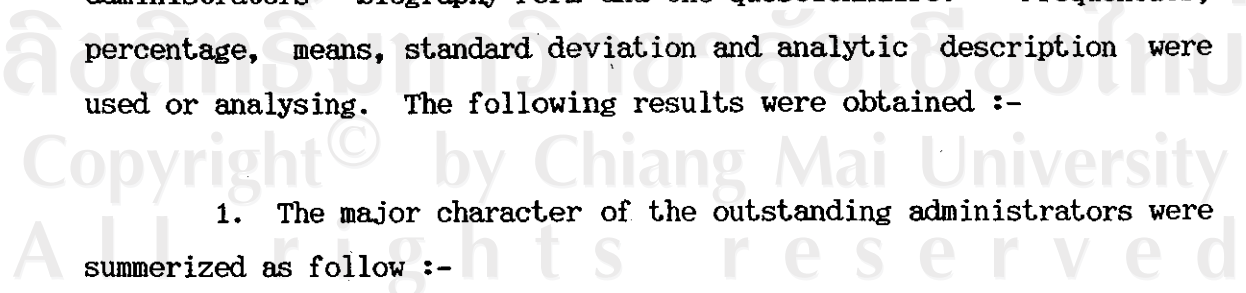 administrators' biography form and the questionnaire. Frequencies,
percentage, means, standard deviation and analytic description were
used or analysing. The following results were obtained :-
ลิขสิทธิ์มหาวิทยาลัยเชียงใหม่
Copyright© by Chiang Mai University
1. The major character of the outstanding administrators were
summerized as follow :-
All rights reserved